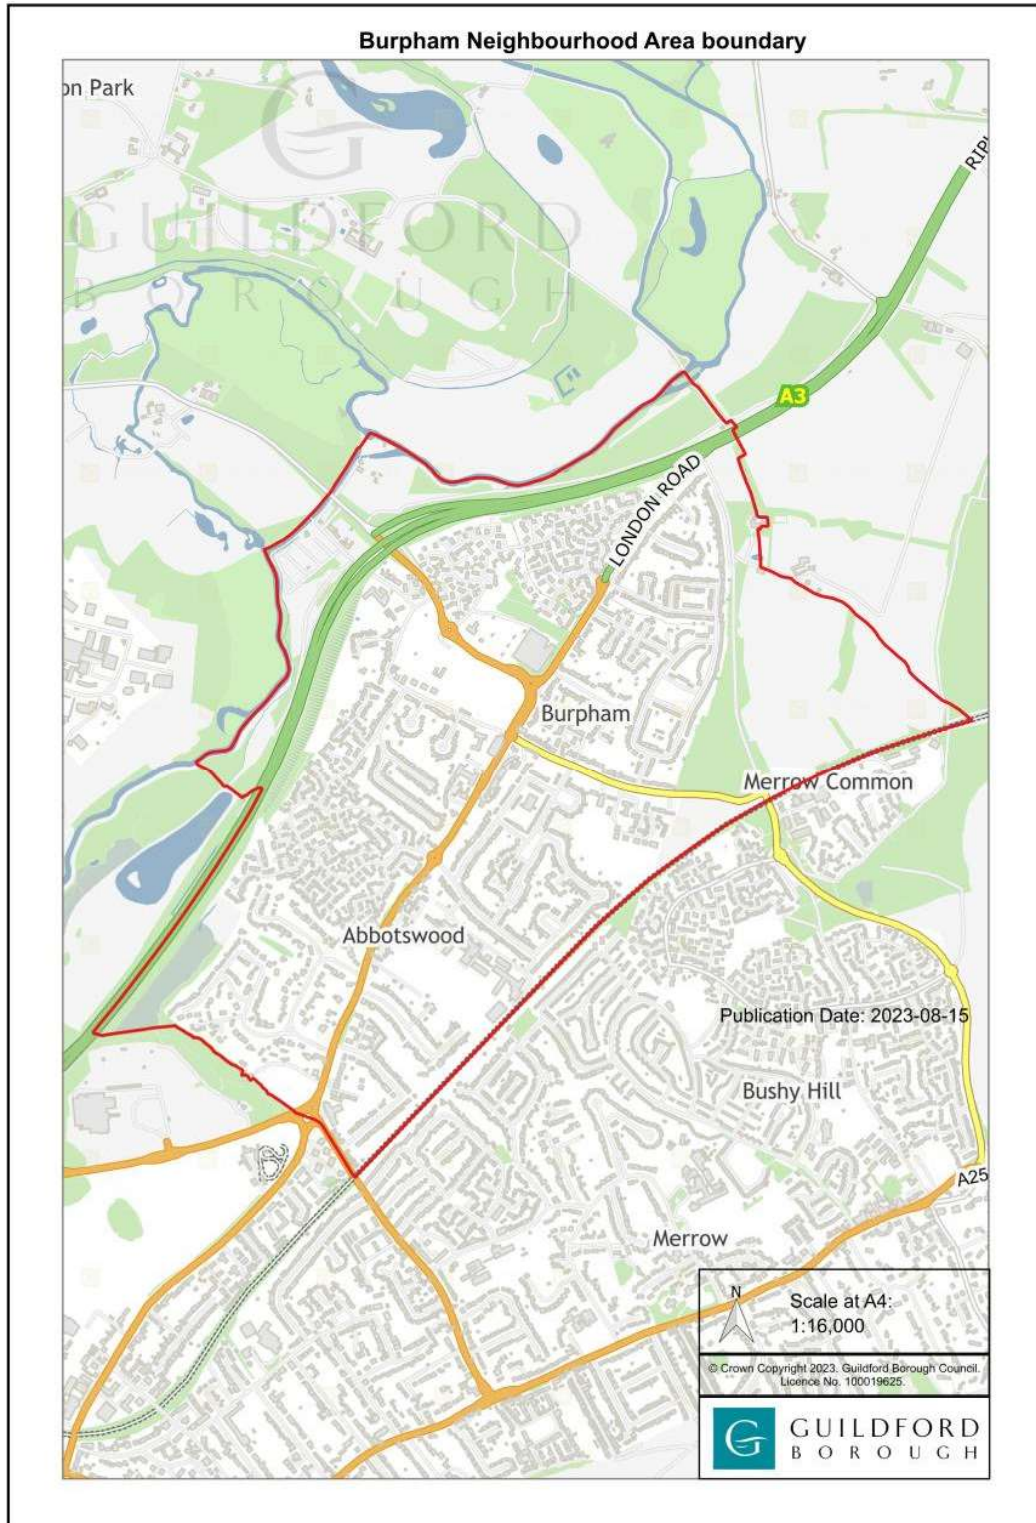 Burpham Neighbourhood Area boundary
on Park
GUILDFORD
BOROUGH
RIPL
A3
LONDON ROAD
Burpham
Merrow Common
Abbotswood
Publication Date: 2023-08-15
Bushy Hill
A25
Merrow
N
Scale at A4:
1:16,000
© Crown Copyright 2023. Guildford Borough Council.
Licence No. 100019625.
G
GUILDFORD
BOROUGH